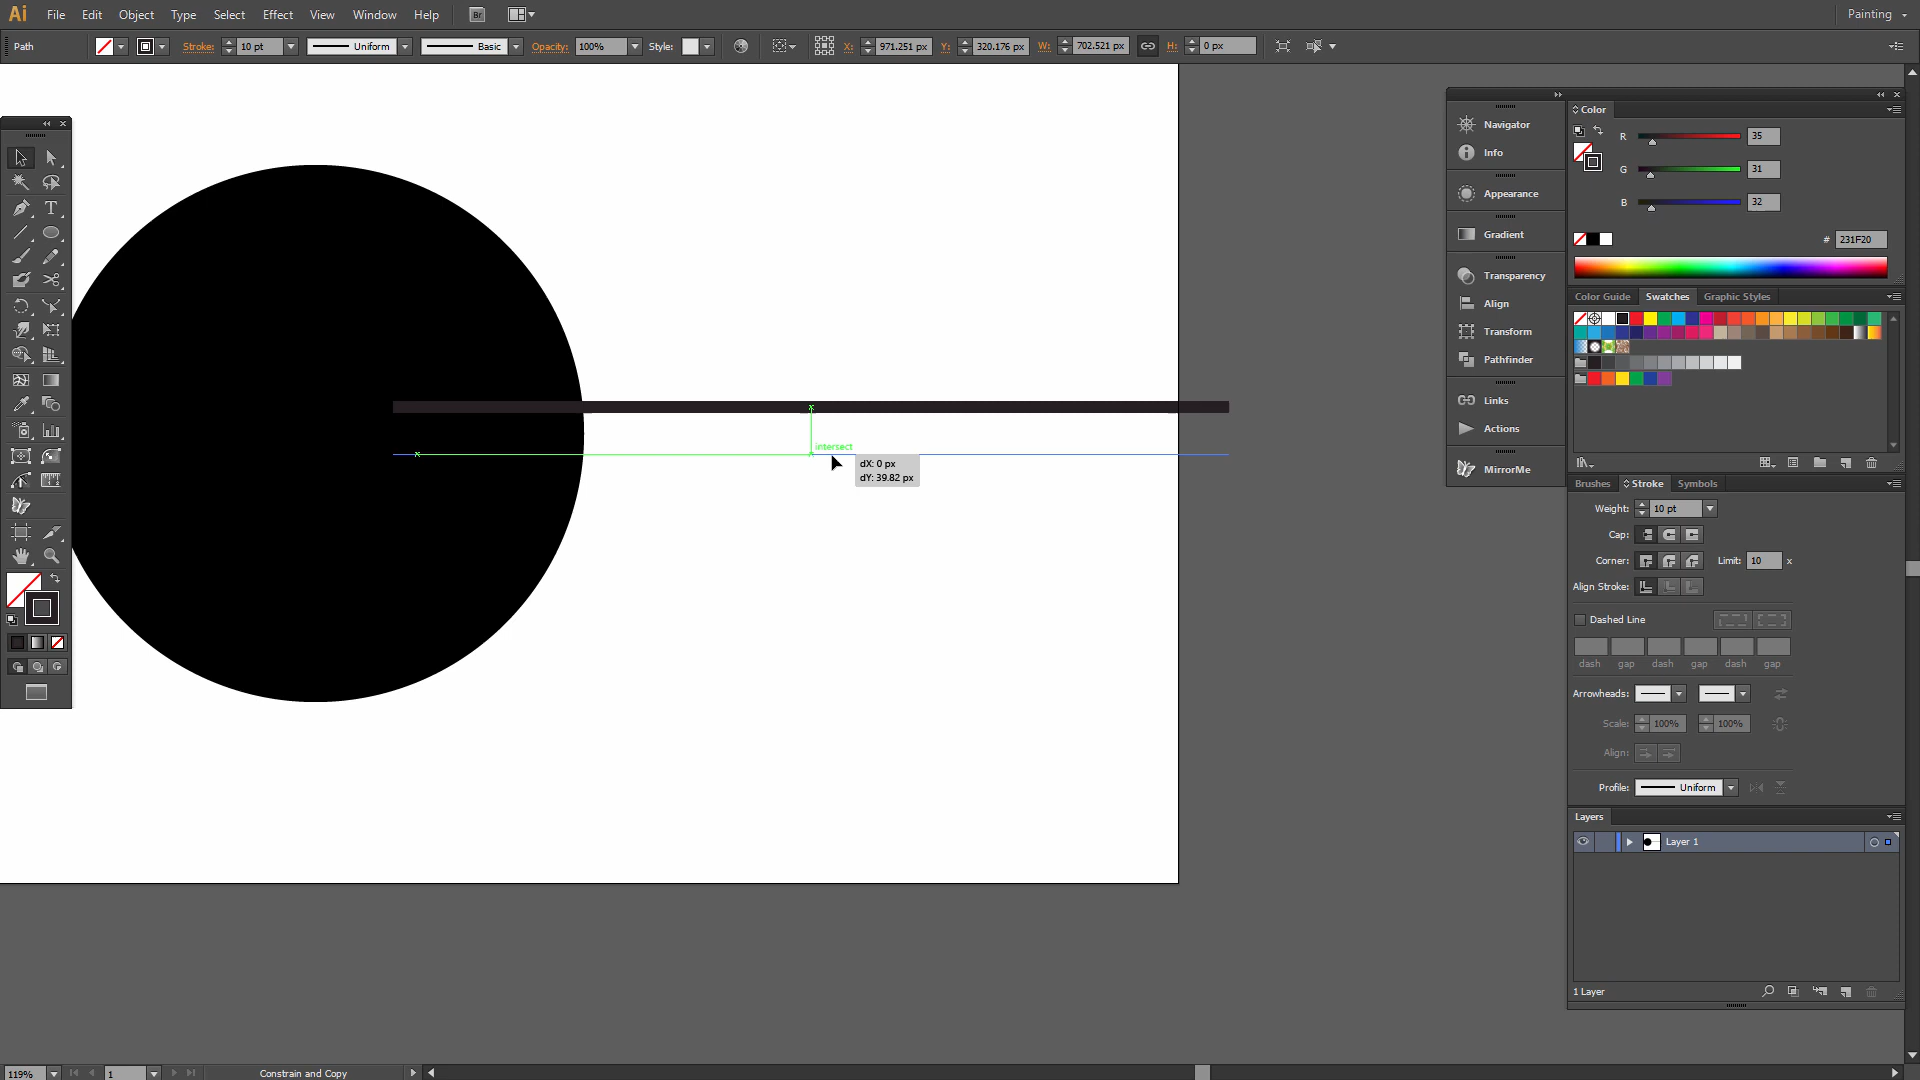 Ai File Edit Object Type Select Effect View Window Help Br Painting
Path Stroke: 10 pt Uniform Basic Opacity: 100% Style: X: 971.251 px Y: 320.176 px W: 702.521 px H: 0 px
Navigator
Info
Appearance
Gradient
Transparency
Align
Transform
Pathfinder
Links
Actions
MirrorMe
Color
R 35
G 31
B 32
# 231F20
Color Guide Swatches Graphic Styles
Brushes Stroke Symbols
Weight: 10 pt
Cap:
Corner: Limit: 10 x
Align Stroke:
Dashed Line
dash gap dash gap dash gap
Arrowheads:
Scale: 100% 100%
Align:
Profile: Uniform
Layers
Layer 1
1 Layer
intersect
dX: 0 px
dY: 39.82 px
T
119% 1 Constrain and Copy